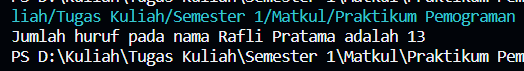 PS D:\Kuliah\Tugas Kuliah\Semester 1\Matkul\Praktikum Pem
liah/Tugas Kuliah/Semester 1/Matkul/Praktikum Pemograman
Jumlah huruf pada nama Rafli Pratama adalah 13
PS D:\Kuliah\Tugas Kuliah\Semester 1\Matkul\Praktikum Pem